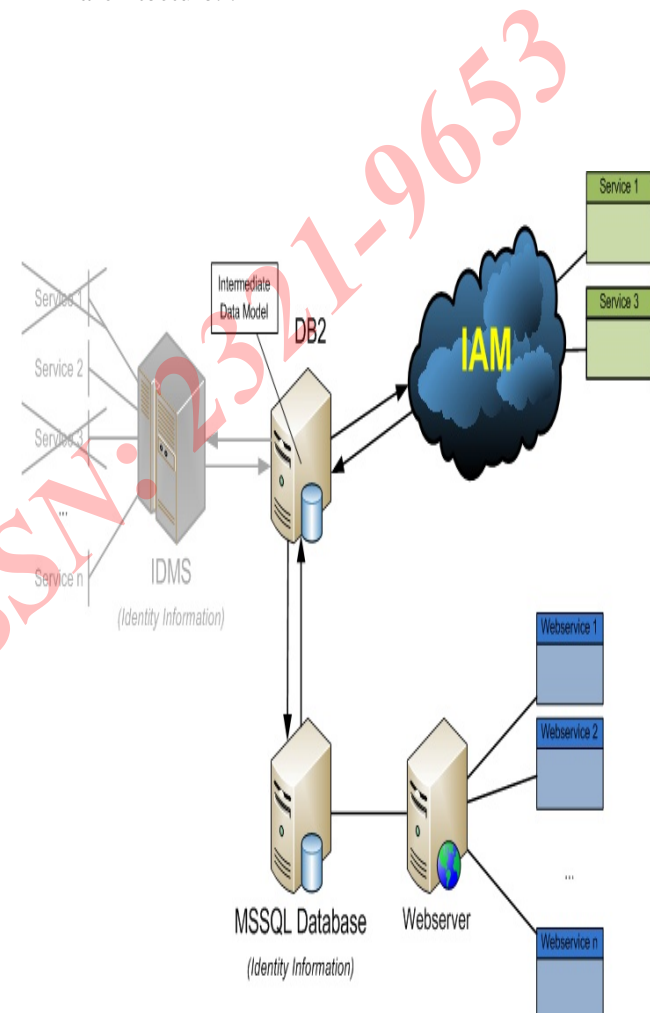 ISSN: 2321-9653
Service 1
Service 3
IAM
Intermediate
Data Model
DB2
Service 1
Service 2
Service 3
...
Service n
IDMS
(Identity Information)
Webservice 1
Webservice 2
...
Webservice n
MSSQL Database
(Identity Information)
Webserver